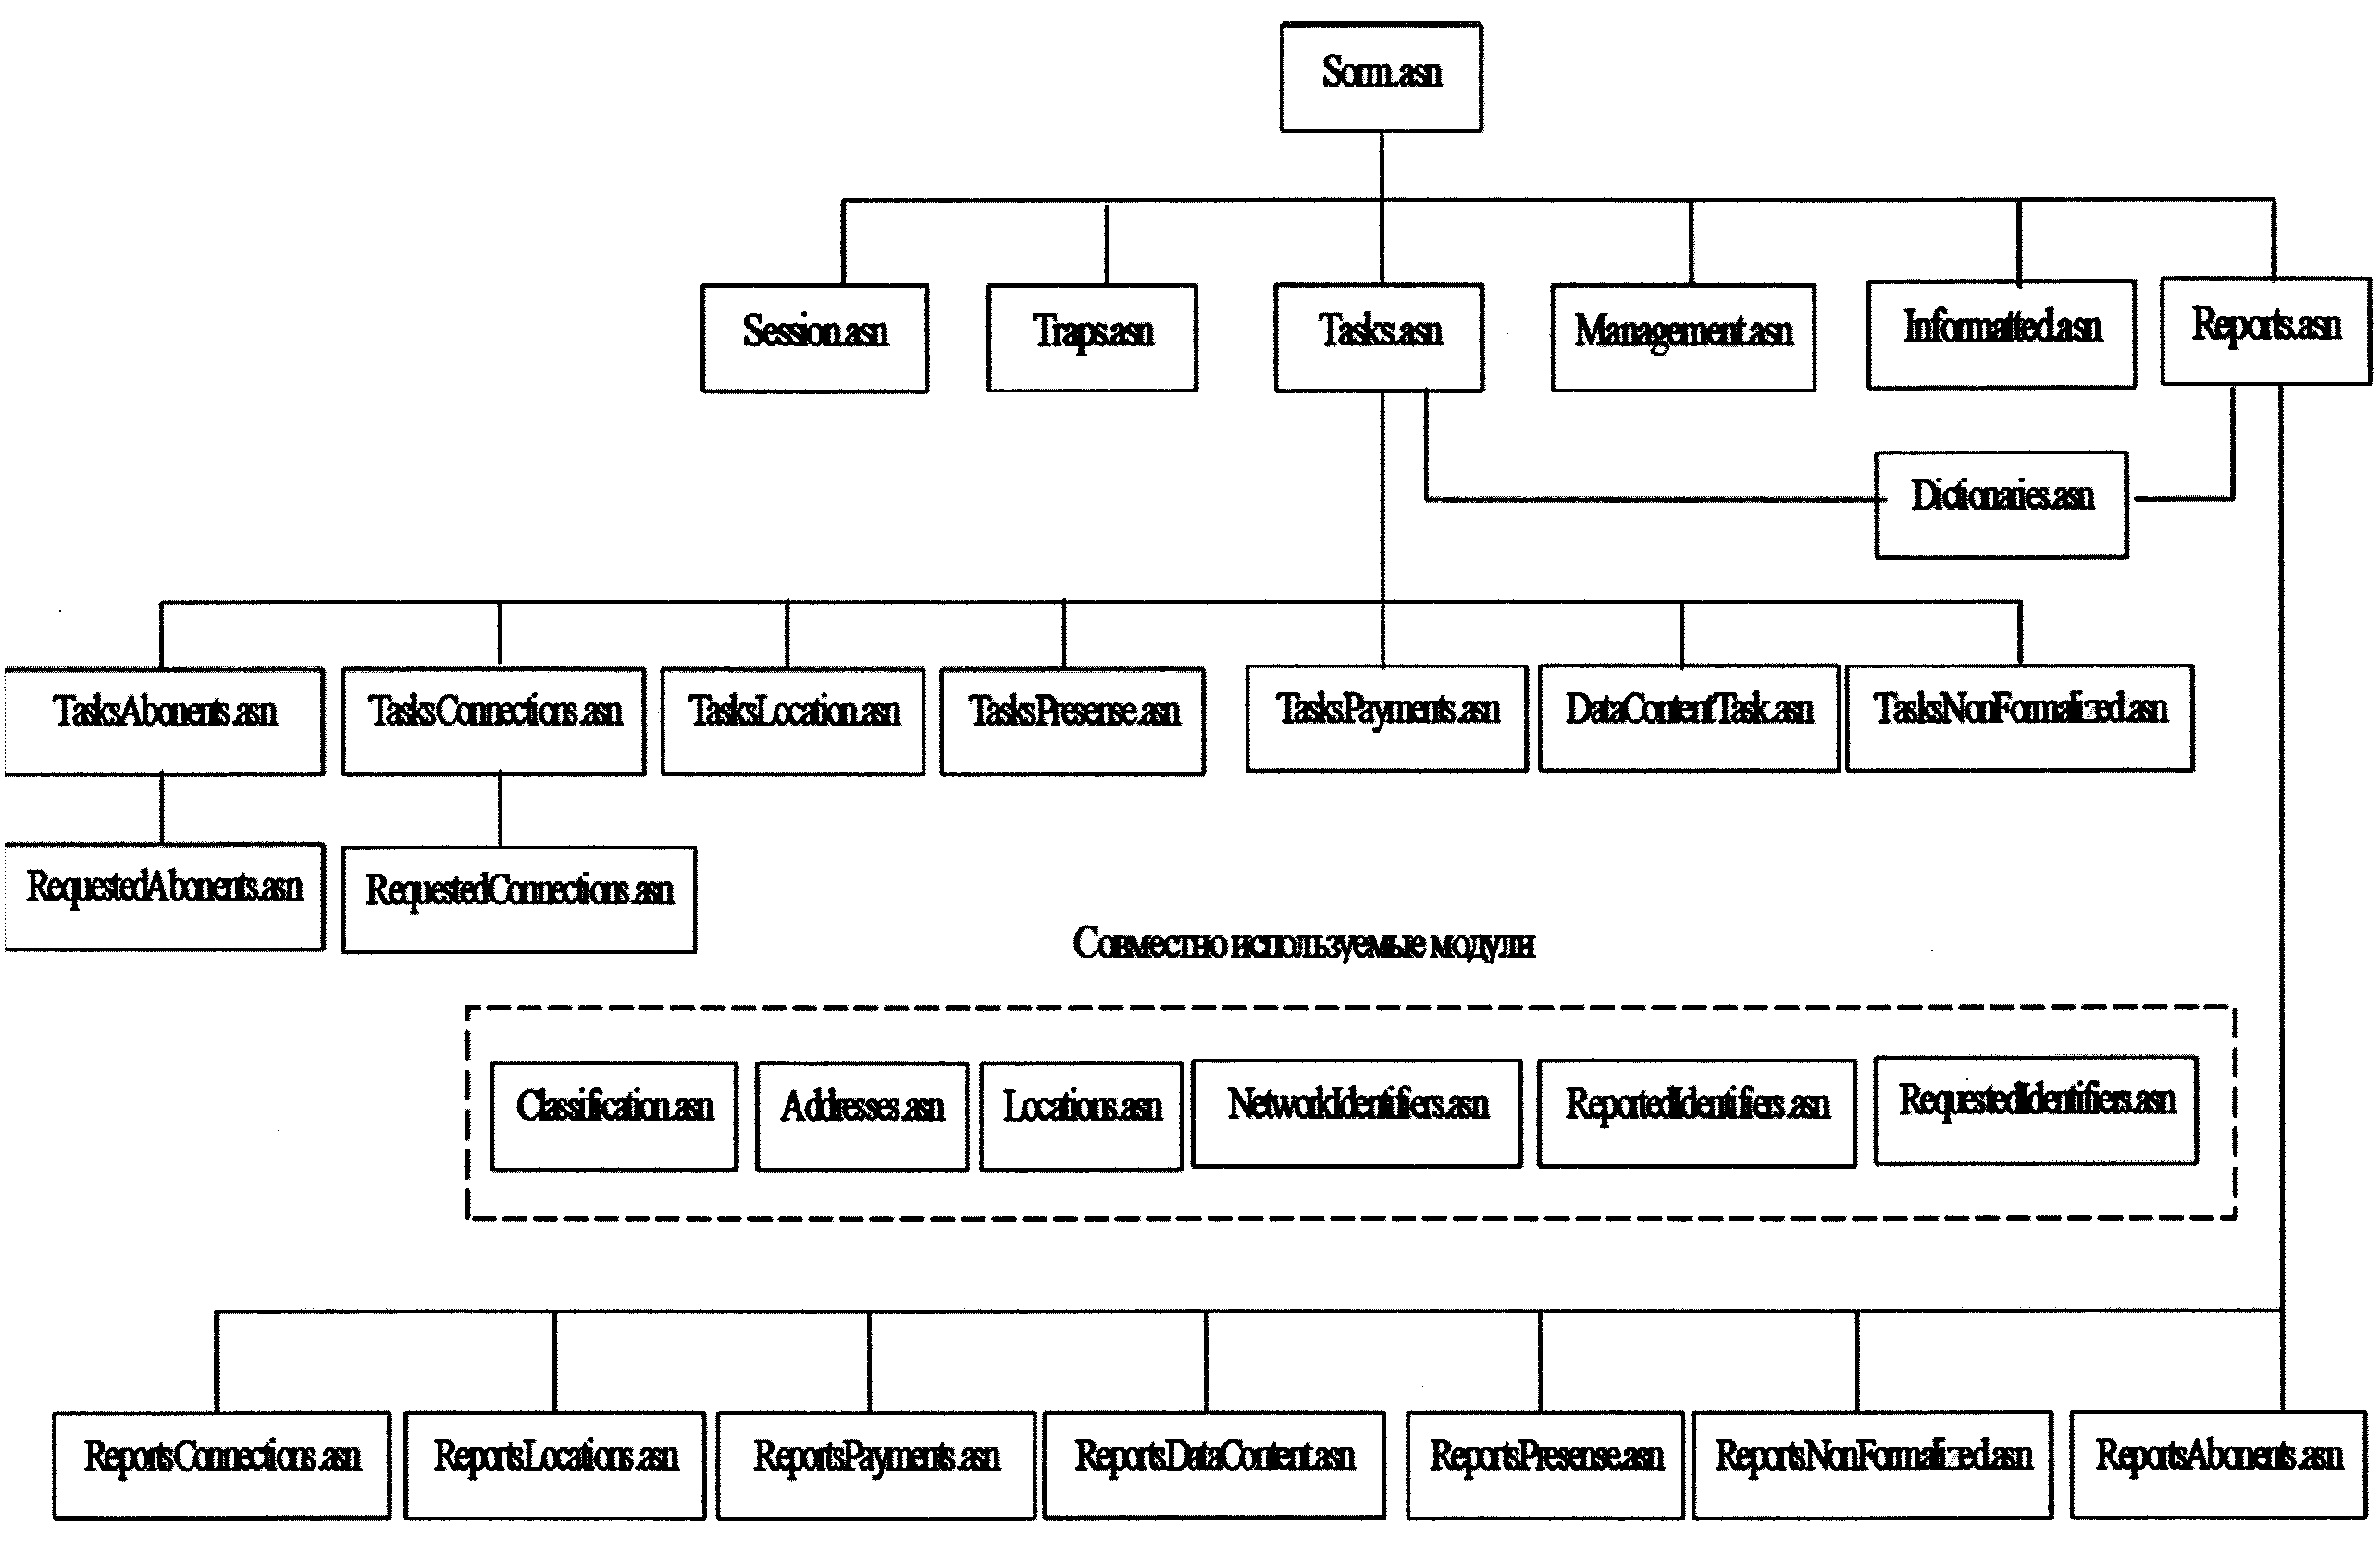 Sorm.asn
Session.asn
Traps.asn
Tasks.asn
Management.asn
Informatted.asn
Reports.asn
Dictionaries.asn
TasksAbonents.asn
TasksConnections.asn
TasksLocation.asn
TasksPresense.asn
TasksPayments.asn
DataContentTask.asn
TasksNonFormalized.asn
RequestedAbonents.asn
RequestedConnections.asn
Совместно используемые модули
Classification.asn
Addresses.asn
Locations.asn
NetworkIdentifiers.asn
ReportedIdentifiers.asn
RequestedIdentifiers.asn
ReportsConnections.asn
ReportsLocations.asn
ReportsPayments.asn
ReportsDataContent.asn
ReportsPresense.asn
ReportsNonFormalized.asn
ReportsAbonents.asn